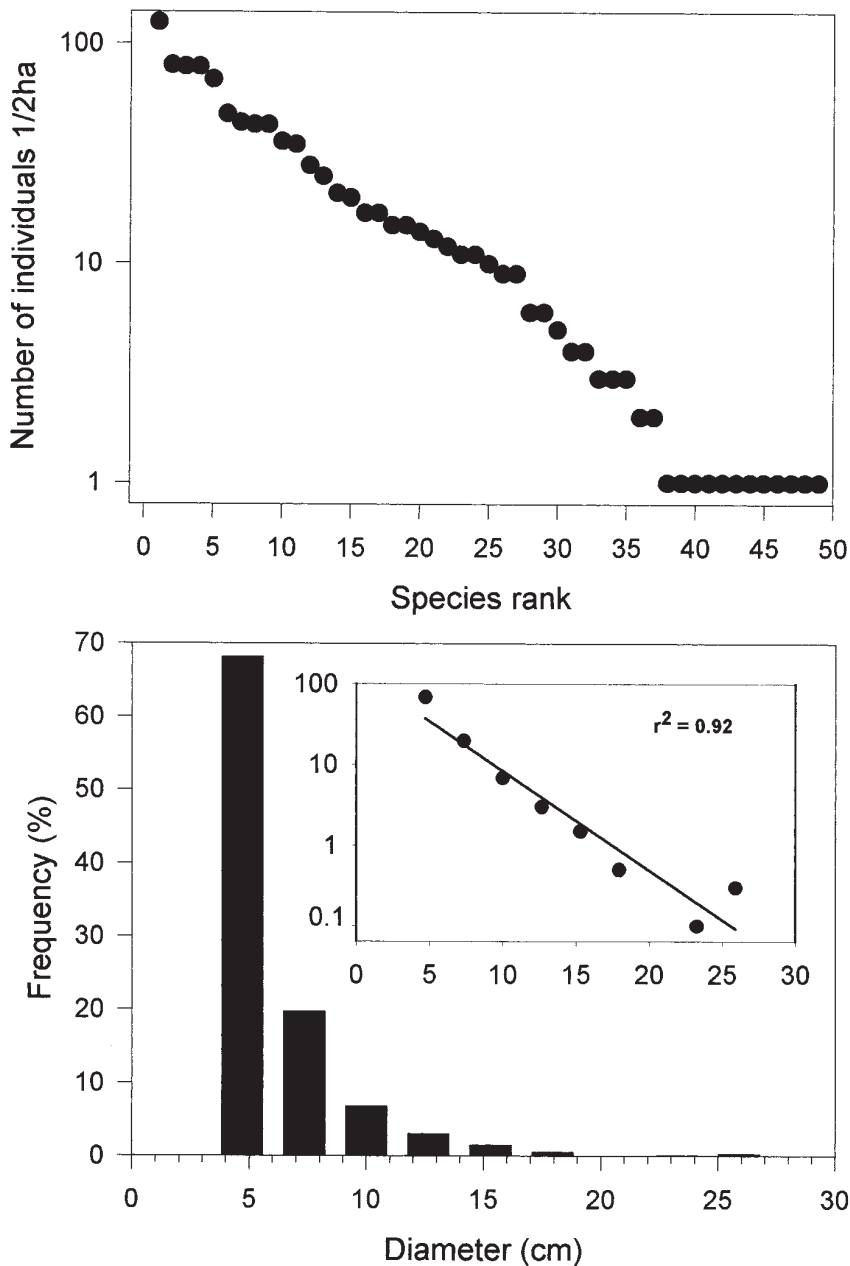 Number of individuals 1/2ha
100
10
1
0 5 10 15 20 25 30 35 40 45 50
Species rank
Frequency (%)
70
60
50
40
30
20
10
0
100
10
1
0.1
r² = 0.92
0 5 10 15 20 25 30
0 5 10 15 20 25 30
Diameter (cm)